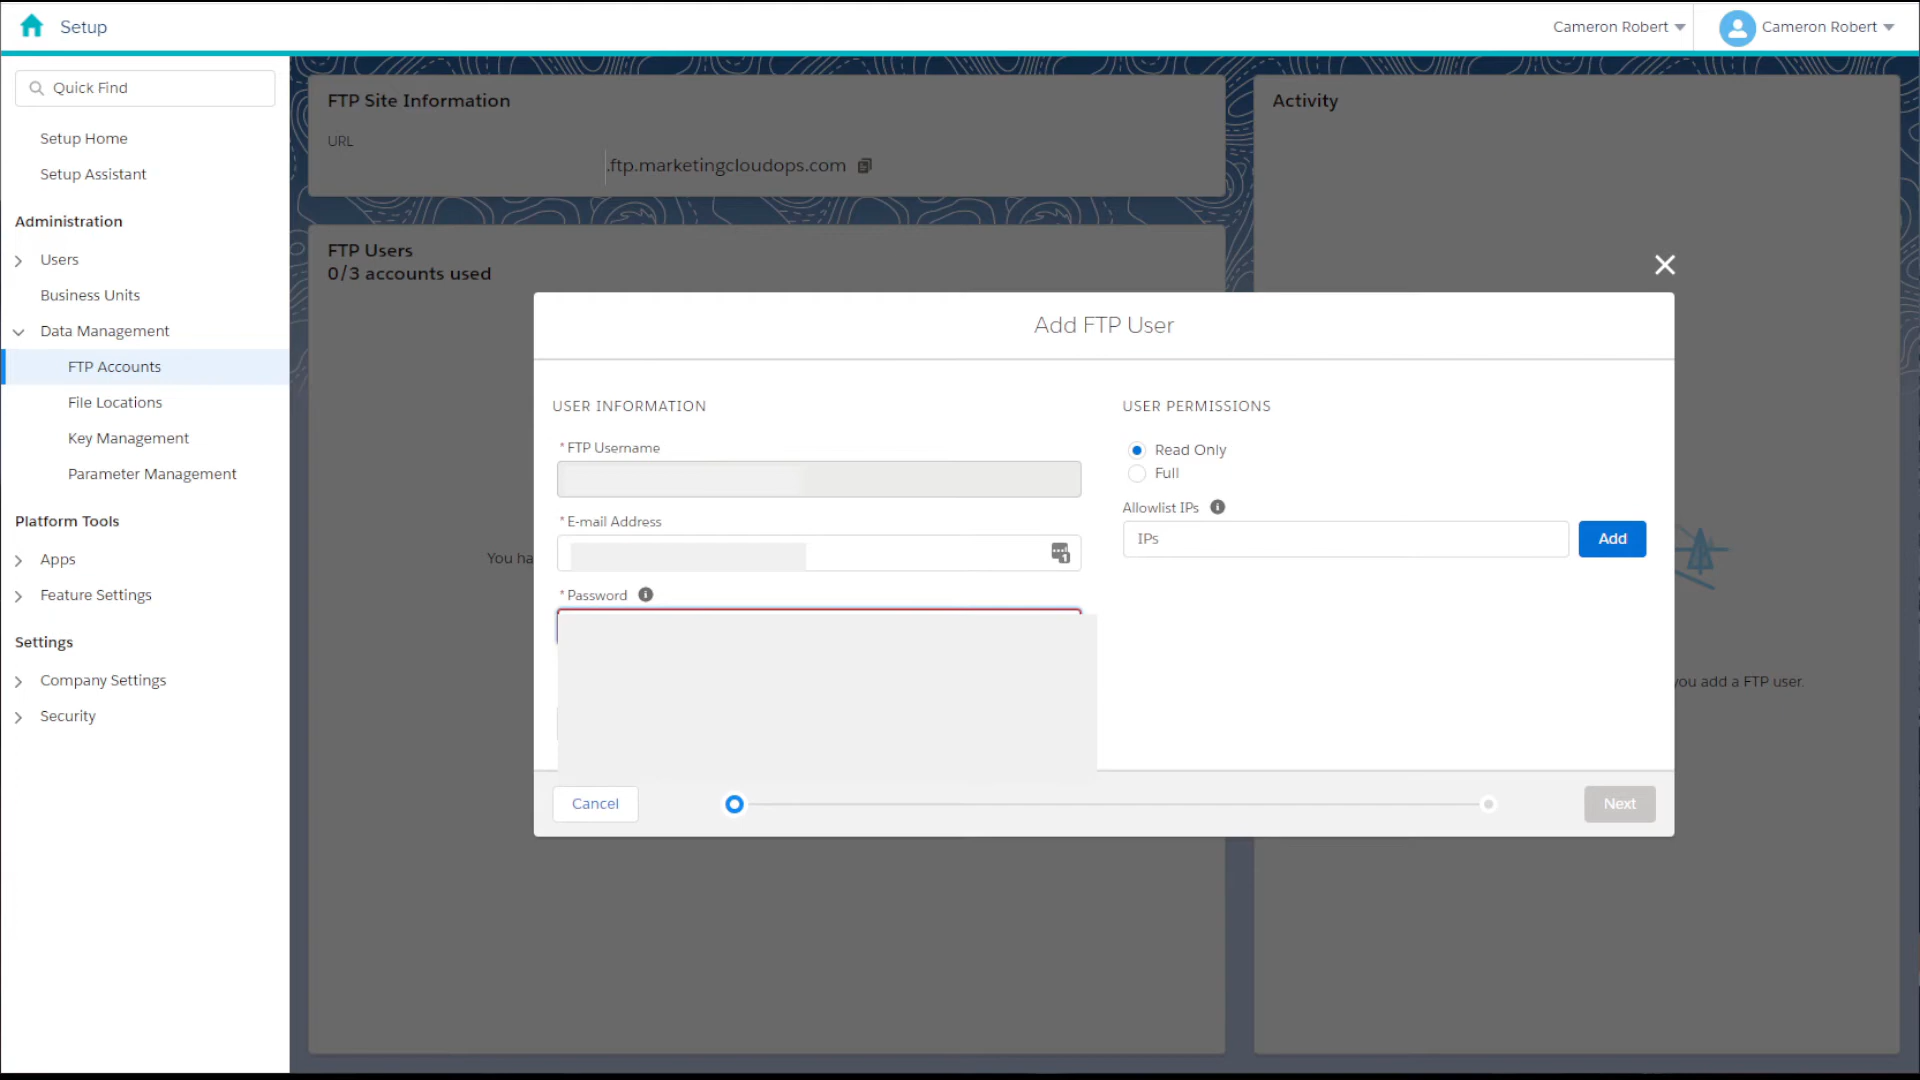 Setup
Cameron Robert
Cameron Robert
Quick Find
Setup Home
Setup Assistant
Administration
Users
Business Units
Data Management
FTP Accounts
File Locations
Key Management
Parameter Management
Platform Tools
Apps
Feature Settings
Settings
Company Settings
Security
FTP Site Information
URL
.ftp.marketingcloudops.com
FTP Users
0/3 accounts used
You ha
Activity
you add a FTP user.
Add FTP User
USER INFORMATION
*FTP Username
*E-mail Address
1
*Password
USER PERMISSIONS
Read Only
Full
Allowlist IPs
IPs
Add
Cancel
Next